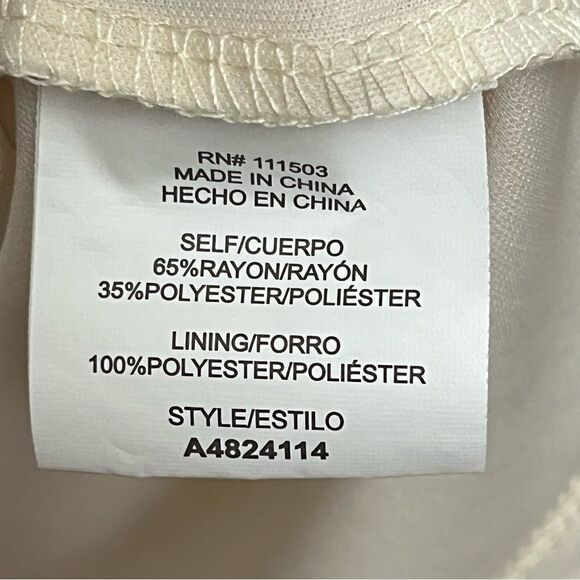 RN# 111503
MADE IN CHINA
HECHO EN CHINA
SELF/CUERPO
65%RAYON/RAYÓN
35%POLYESTER/POLIÉSTER
LINING/FORRO
100%POLYESTER/POLIÉSTER
STYLE/ESTILO
A4824114